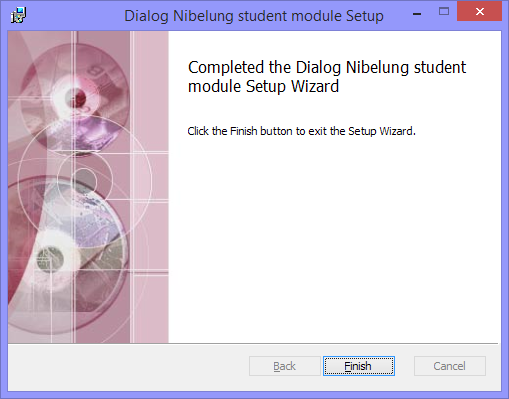 Dialog Nibelung student module Setup
Completed the Dialog Nibelung student
module Setup Wizard
Click the Finish button to exit the Setup Wizard.
Back
Finish
Cancel